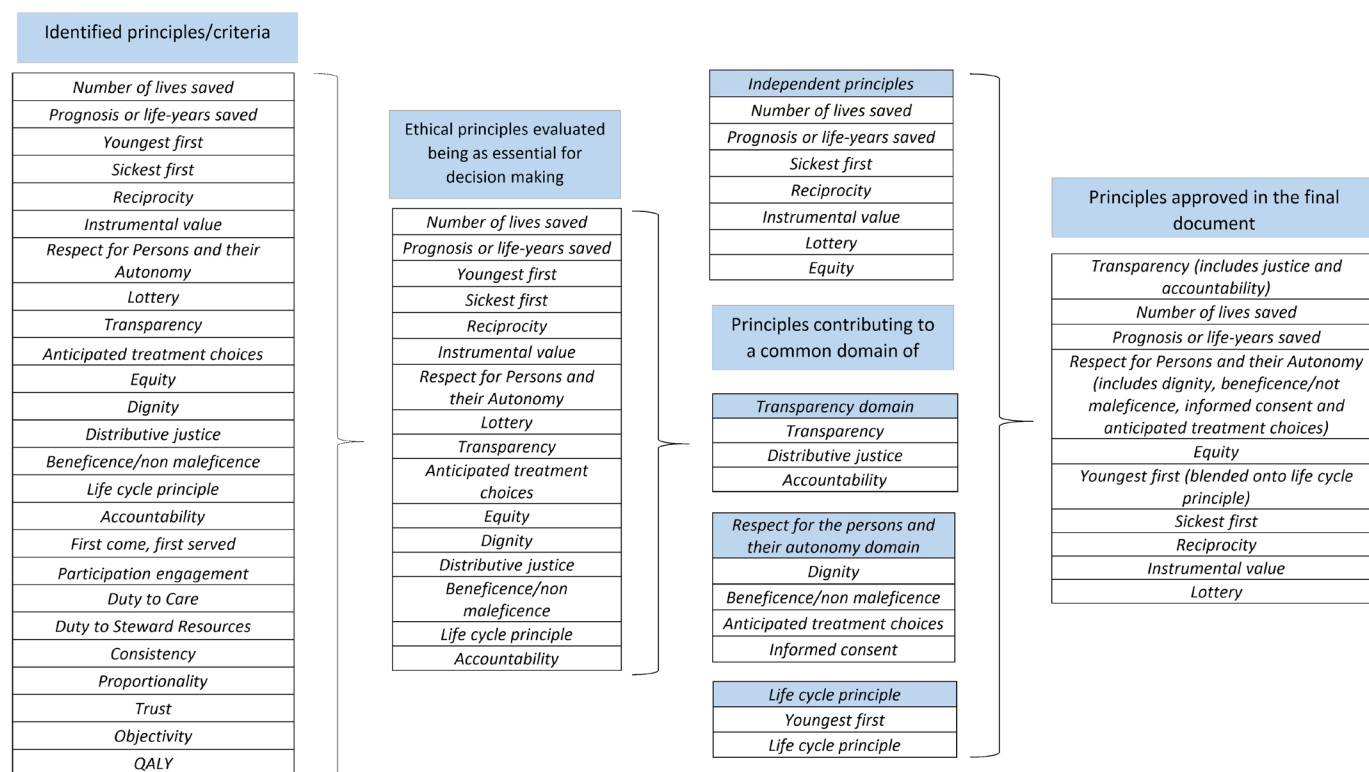 Identified principles/criteria
Number of lives saved
Prognosis or life-years saved
Youngest first
Sickest first
Reciprocity
Instrumental value
Respect for Persons and their
Autonomy
Lottery
Transparency
Anticipated treatment choices
Equity
Dignity
Distributive justice
Beneficence/non maleficence
Life cycle principle
Accountability
First come, first served
Participation engagement
Duty to Care
Duty to Steward Resources
Consistency
Proportionality
Trust
Objectivity
QALY
Ethical principles evaluated
being as essential for
decision making
Number of lives saved
Prognosis or life-years saved
Youngest first
Sickest first
Reciprocity
Instrumental value
Respect for Persons and
their Autonomy
Lottery
Transparency
Anticipated treatment
choices
Equity
Dignity
Distributive justice
Beneficence/non
maleficence
Life cycle principle
Accountability
Independent principles
Number of lives saved
Prognosis or life-years saved
Sickest first
Reciprocity
Instrumental value
Lottery
Equity
Principles contributing to
a common domain of
Transparency domain
Transparency
Distributive justice
Accountability
Respect for the persons and
their autonomy domain
Dignity
Beneficence/non maleficence
Anticipated treatment choices
Informed consent
Life cycle principle
Youngest first
Life cycle principle
Principles approved in the final
document
Transparency (includes justice and
accountability)
Number of lives saved
Prognosis or life-years saved
Respect for Persons and their Autonomy
(includes dignity, beneficence/not
maleficence, informed consent and
anticipated treatment choices)
Equity
Youngest first (blended onto life cycle
principle)
Sickest first
Reciprocity
Instrumental value
Lottery